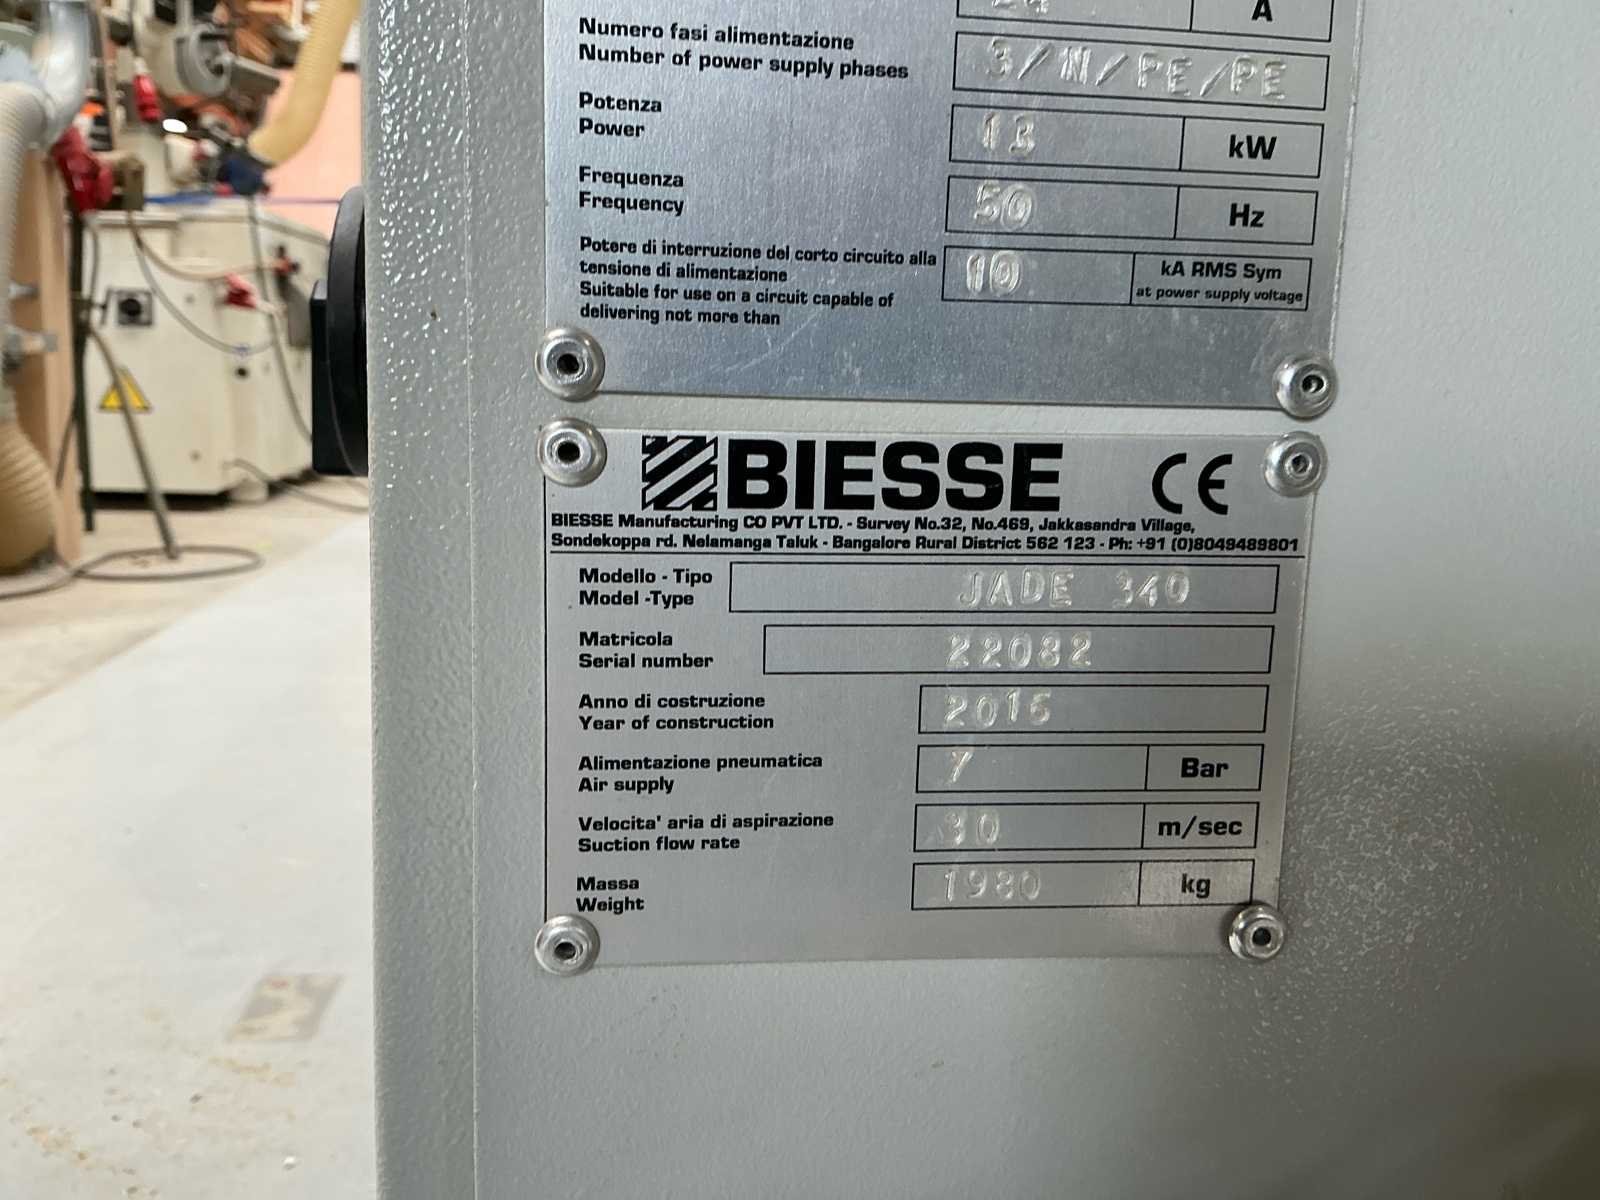 A
Numero fasi alimentazione
Number of power supply phases
3/N/PE/PE
Potenza
Power
13 kW
Frequenza
Frequency
50 Hz
Potere di interruzione del corto circuito alla
tensione di alimentazione
Suitable for use on a circuit capable of
delivering not more than
10 kA RMS Sym
at power supply voltage
BIESSE CE
BIESSE Manufacturing CO PVT LTD. - Survey No.32, No.469, Jakkasandra Village,
Sondekoppa rd. Nelamanga Taluk - Bangalore Rural District 562 123 - Ph: +91 (0)8049489801
Modello - Tipo
Model -Type
JADE 340
Matricola
Serial number
22082
Anno di costruzione
Year of construction
2015
Alimentazione pneumatica
Air supply
7 Bar
Velocita' aria di aspirazione
Suction flow rate
30 m/sec
Massa
Weight
1980 kg